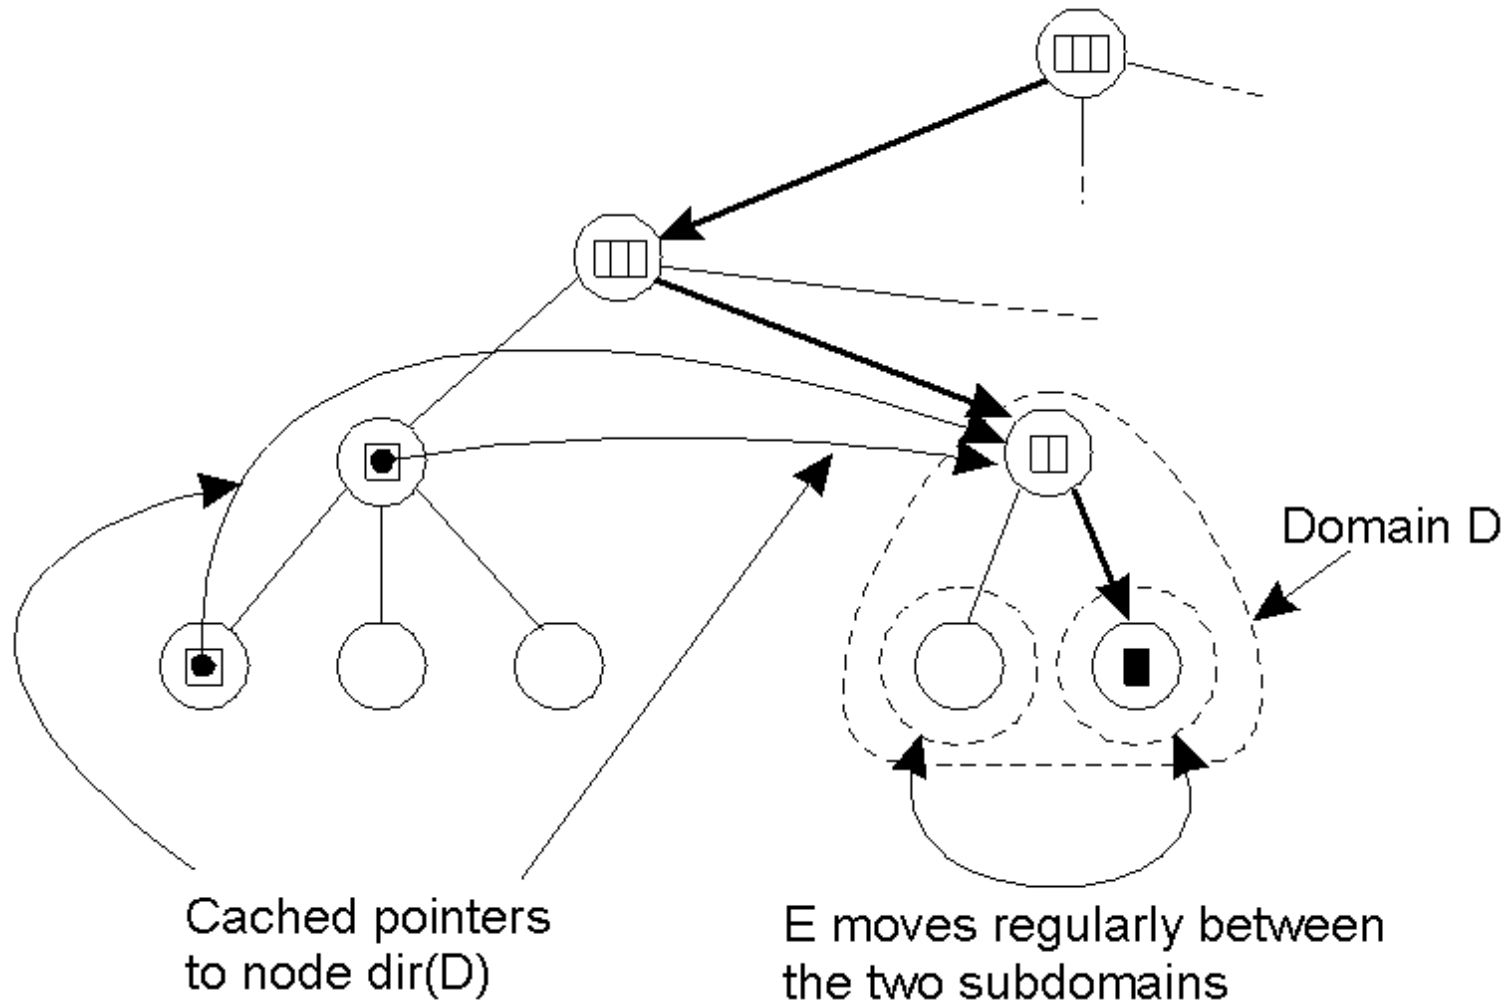 Domain D
Cached pointers
to node dir(D)
E moves regularly between
the two subdomains